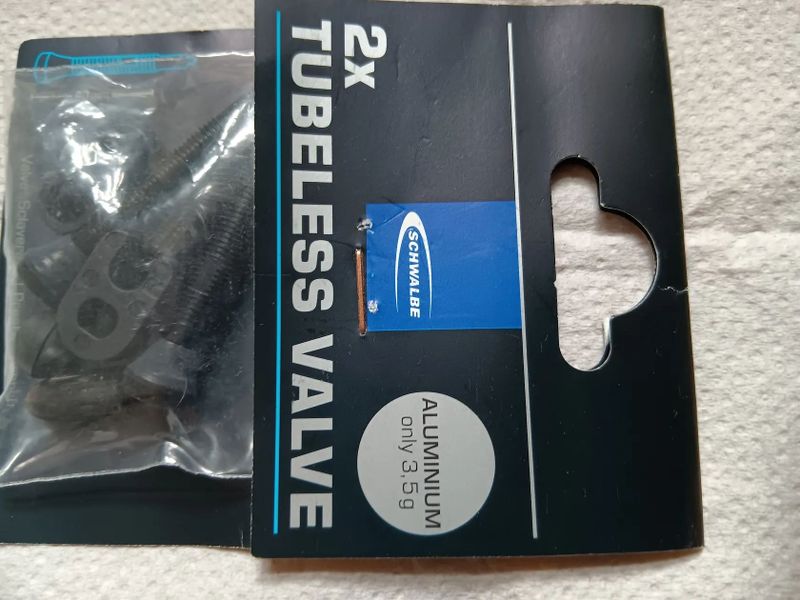 2x
TUBELESS VALVE
SCHWALBE
ALUMINIUM
only 3,5g